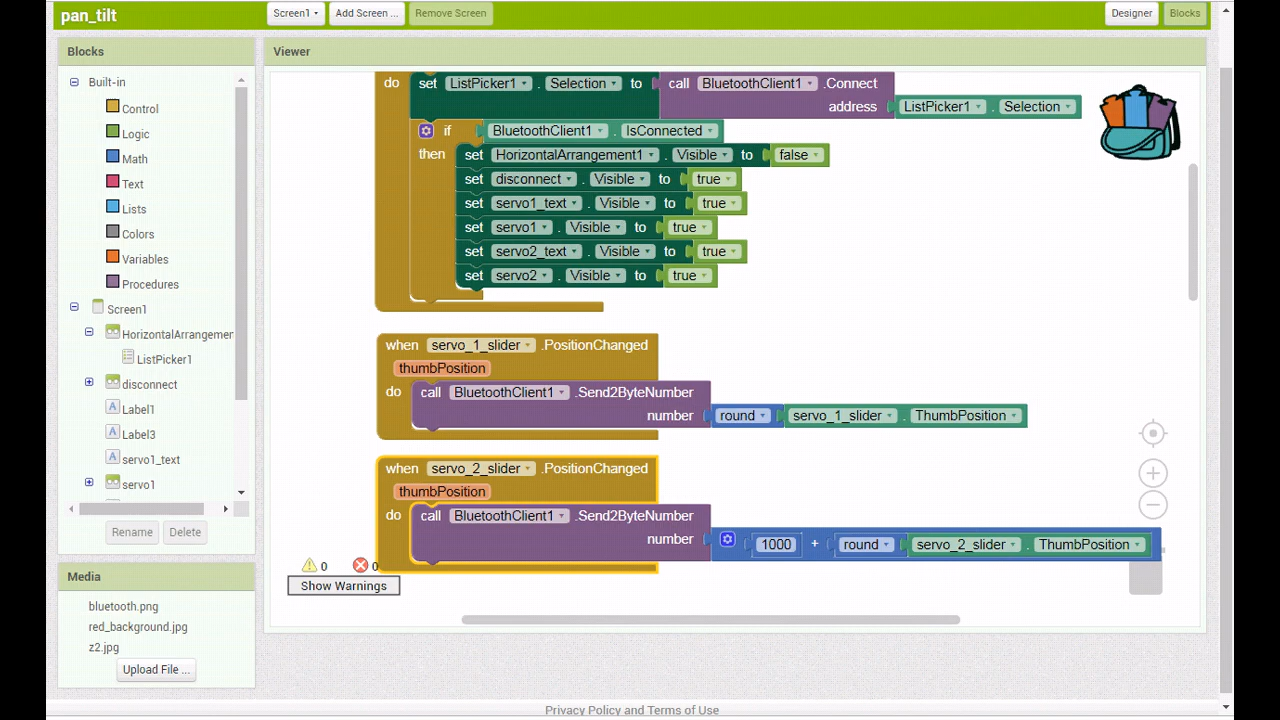 pan_tilt Screen1 Add Screen ... Remove Screen Designer Blocks
Blocks
Built-in
Control
Logic
Math
Text
Lists
Colors
Variables
Procedures
Screen1
HorizontalArrangemer
ListPicker1
disconnect
Label1
Label3
servo1_text
servo1
Rename Delete
Media
bluetooth.png
red_background.jpg
z2.jpg
Upload File ...
Viewer
do set ListPicker1 . Selection to call BluetoothClient1 .Connect
address ListPicker1 . Selection
if BluetoothClient1 . IsConnected
then set HorizontalArrangement1 . Visible to false
set disconnect . Visible to true
set servo1_text . Visible to true
set servo1 . Visible to true
set servo2_text . Visible to true
set servo2 . Visible to true
when servo_1_slider .PositionChanged
thumbPosition
do call BluetoothClient1 .Send2ByteNumber
number round servo_1_slider . ThumbPosition
when servo_2_slider .PositionChanged
thumbPosition
do call BluetoothClient1 .Send2ByteNumber
number 1000 + round servo_2_slider . ThumbPosition
0 0
Show Warnings
Privacy Policy and Terms of Use